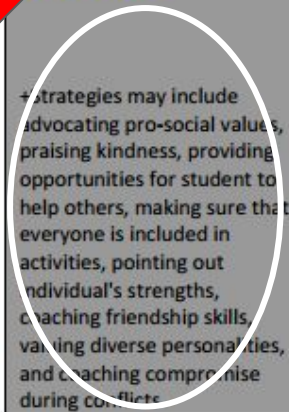 +Strategies may include
advocating pro-social values,
praising kindness, providing
opportunities for student to
help others, making sure that
everyone is included in
activities, pointing out
individual's strengths,
coaching friendship skills,
valuing diverse personalities,
and coaching compromise
during conflicts